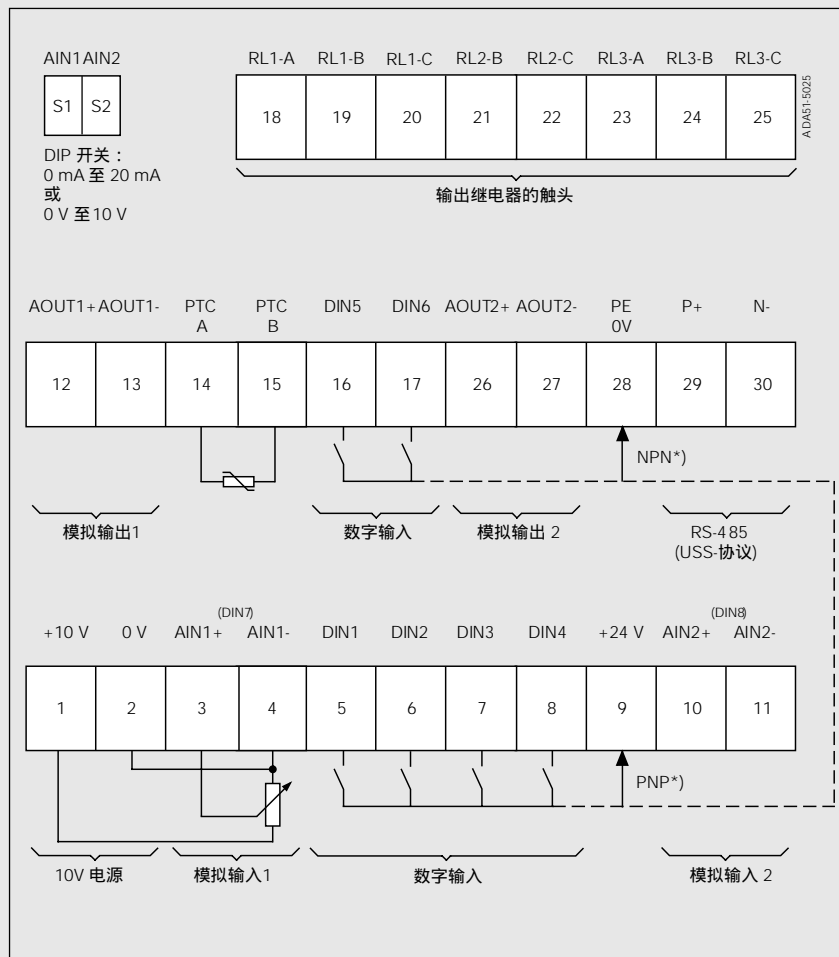 AIN1 AIN2
S1 S2
DIP 开关：
0 mA 至 20 mA
或
0 V 至 10 V
RL1-A RL1-B RL1-C RL2-B RL2-C RL3-A RL3-B RL3-C
18 19 20 21 22 23 24 25
ADA51-5025
输出继电器的触头
AOUT1+ AOUT1- PTC A PTC B DIN5 DIN6 AOUT2+ AOUT2- PE 0V P+ N-
12 13 14 15 16 17 26 27 28 29 30
NPN*)
模拟输出1 数字输入 模拟输出 2 RS-485
(USS-协议)
(DIN7) (DIN8)
+10 V 0 V AIN1+ AIN1- DIN1 DIN2 DIN3 DIN4 +24 V AIN2+ AIN2-
1 2 3 4 5 6 7 8 9 10 11
PNP*)
10V 电源 模拟输入1 数字输入 模拟输入 2